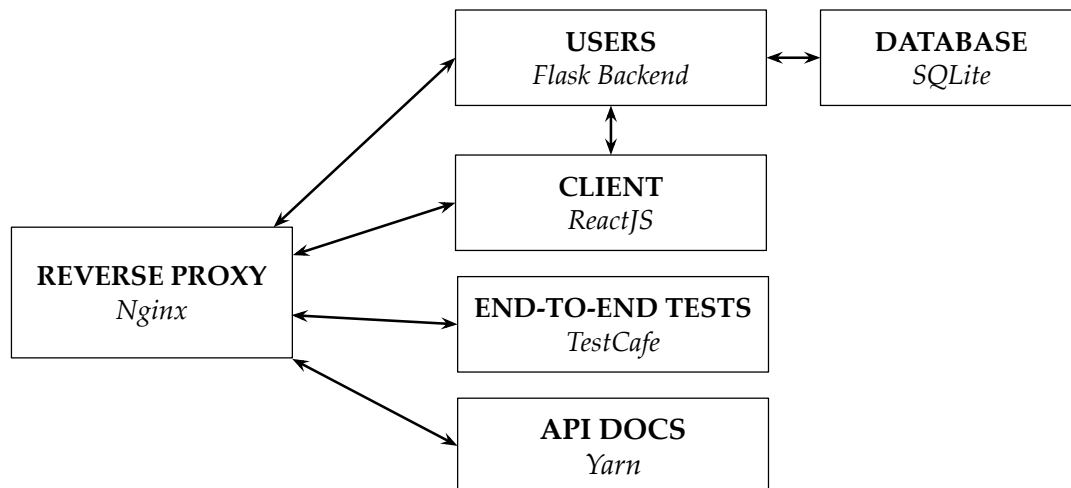 USERS
Flask Backend
DATABASE
SQLite
CLIENT
ReactJS
REVERSE PROXY
Nginx
END-TO-END TESTS
TestCafe
API DOCS
Yarn